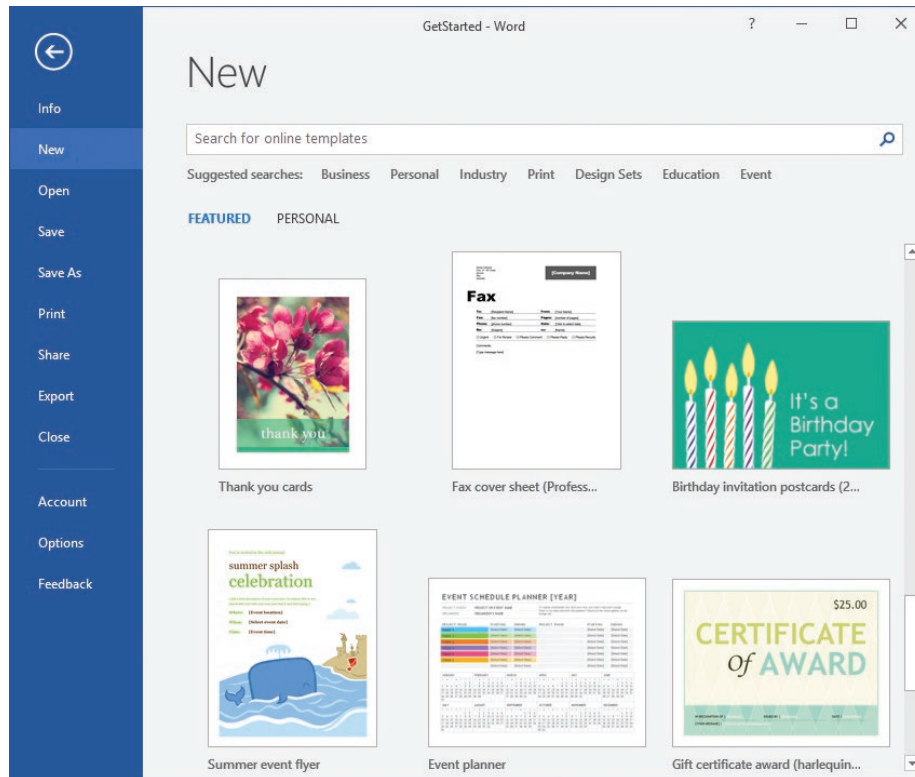 GetStarted - Word
?
New
Info
New
Open
Save
Save As
Print
Share
Export
Close
Account
Options
Feedback
Search for online templates
Suggested searches: Business Personal Industry Print Design Sets Education Event
FEATURED PERSONAL
thank you
Thank you cards
[Company Name]
Fax
Fax cover sheet (Profess...
It's a
Birthday
Party!
Birthday invitation postcards (2...
summer splash
celebration
[Event location]
[Select event date]
[Event time]
Summer event flyer
EVENT SCHEDULE PLANNER [YEAR]
Event planner
$25.00
CERTIFICATE
Of AWARD
Gift certificate award (harlequin...